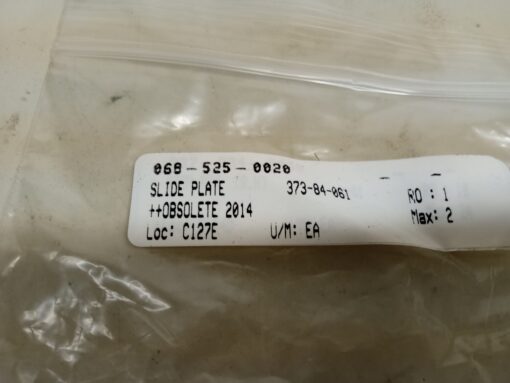 068-525-0020 - -
SLIDE PLATE 373-84-061 RO : 1
++OBSOLETE 2014 Max: 2
Loc: C127E U/M: EA